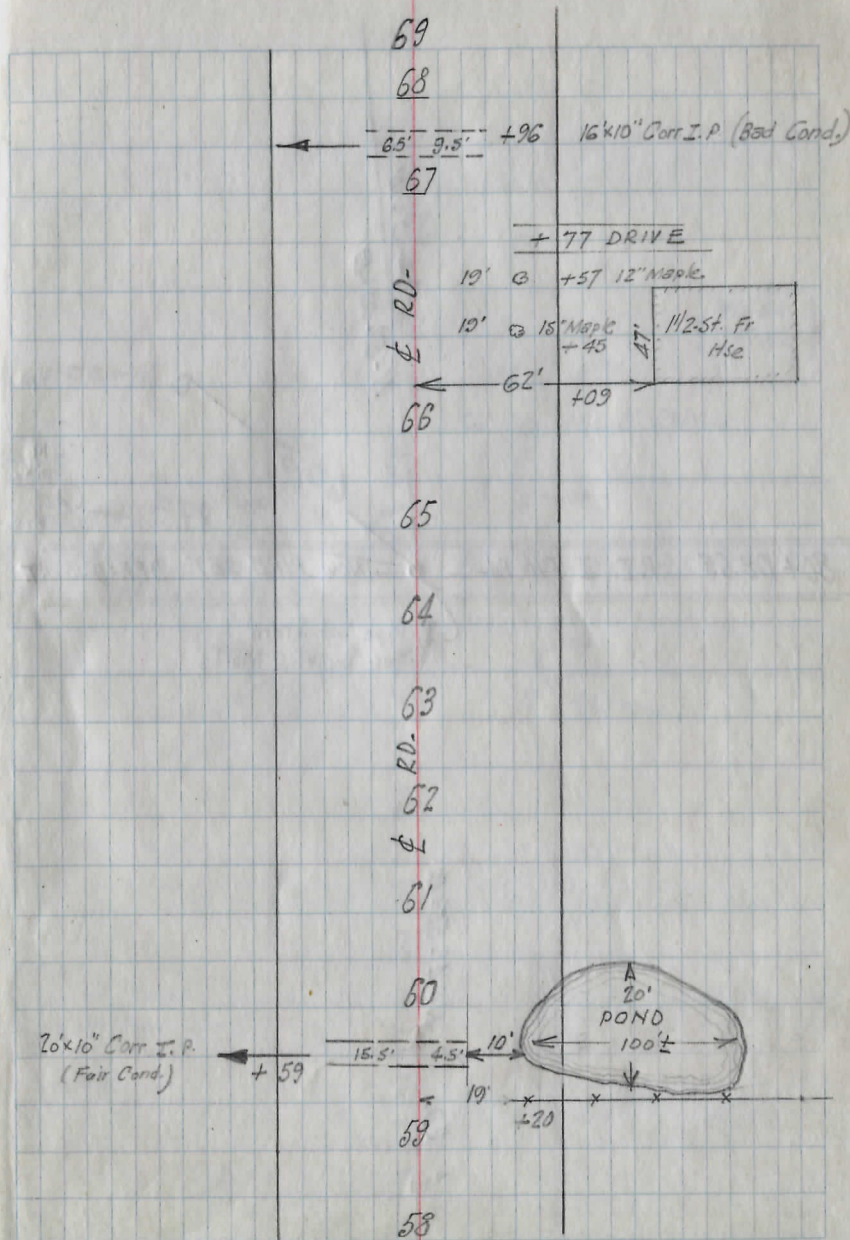 69
68
+96 16'x10" Corr I.P. (Bad Cond.)
6.5' 9.5'
67
+ 77 DRIVE
19' +57 12" Maple.
19' 15" Maple
+45
47'
1 1/2-St. Fr
Hse
℄ RD-
62'
+09
66
65
64
63
℄ RD-
62
61
60
20'
POND
100'±
20'x10" Corr I.P.
(Fair Cond.)
+ 59
15.5' 4.5'
10'
19'
+20
59
58